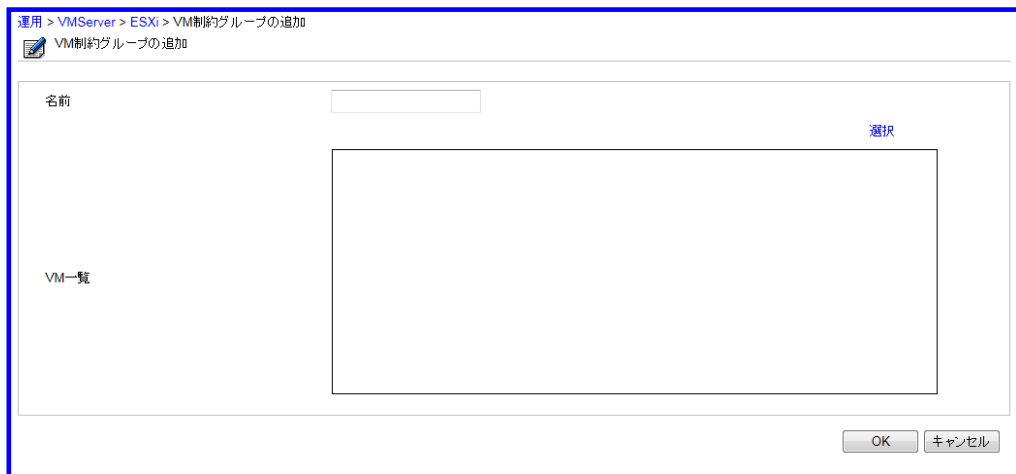 運用 > VMServer > ESXi > VM制約グループの追加
VM制約グループの追加
名前
選択
VM一覧
OK キャンセル